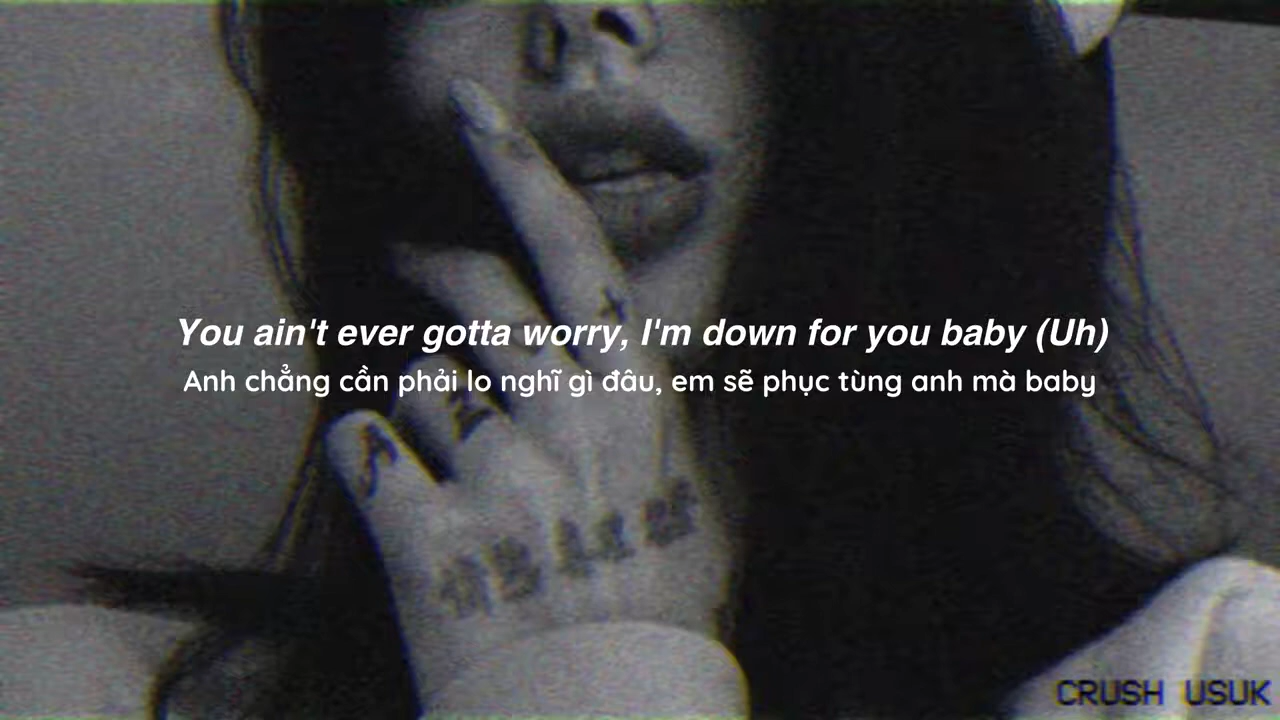 You ain't ever gotta worry, I'm down for you baby (Uh)
Anh chẳng cần phải lo nghĩ gì đâu, em sẽ phục tùng anh mà baby
CRUSH USUK